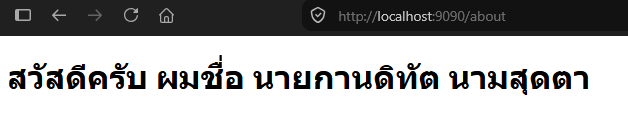 http://localhost:9090/about
สวัสดีครับ ผมชื่อ นายกานดิทัต นามสุดตา